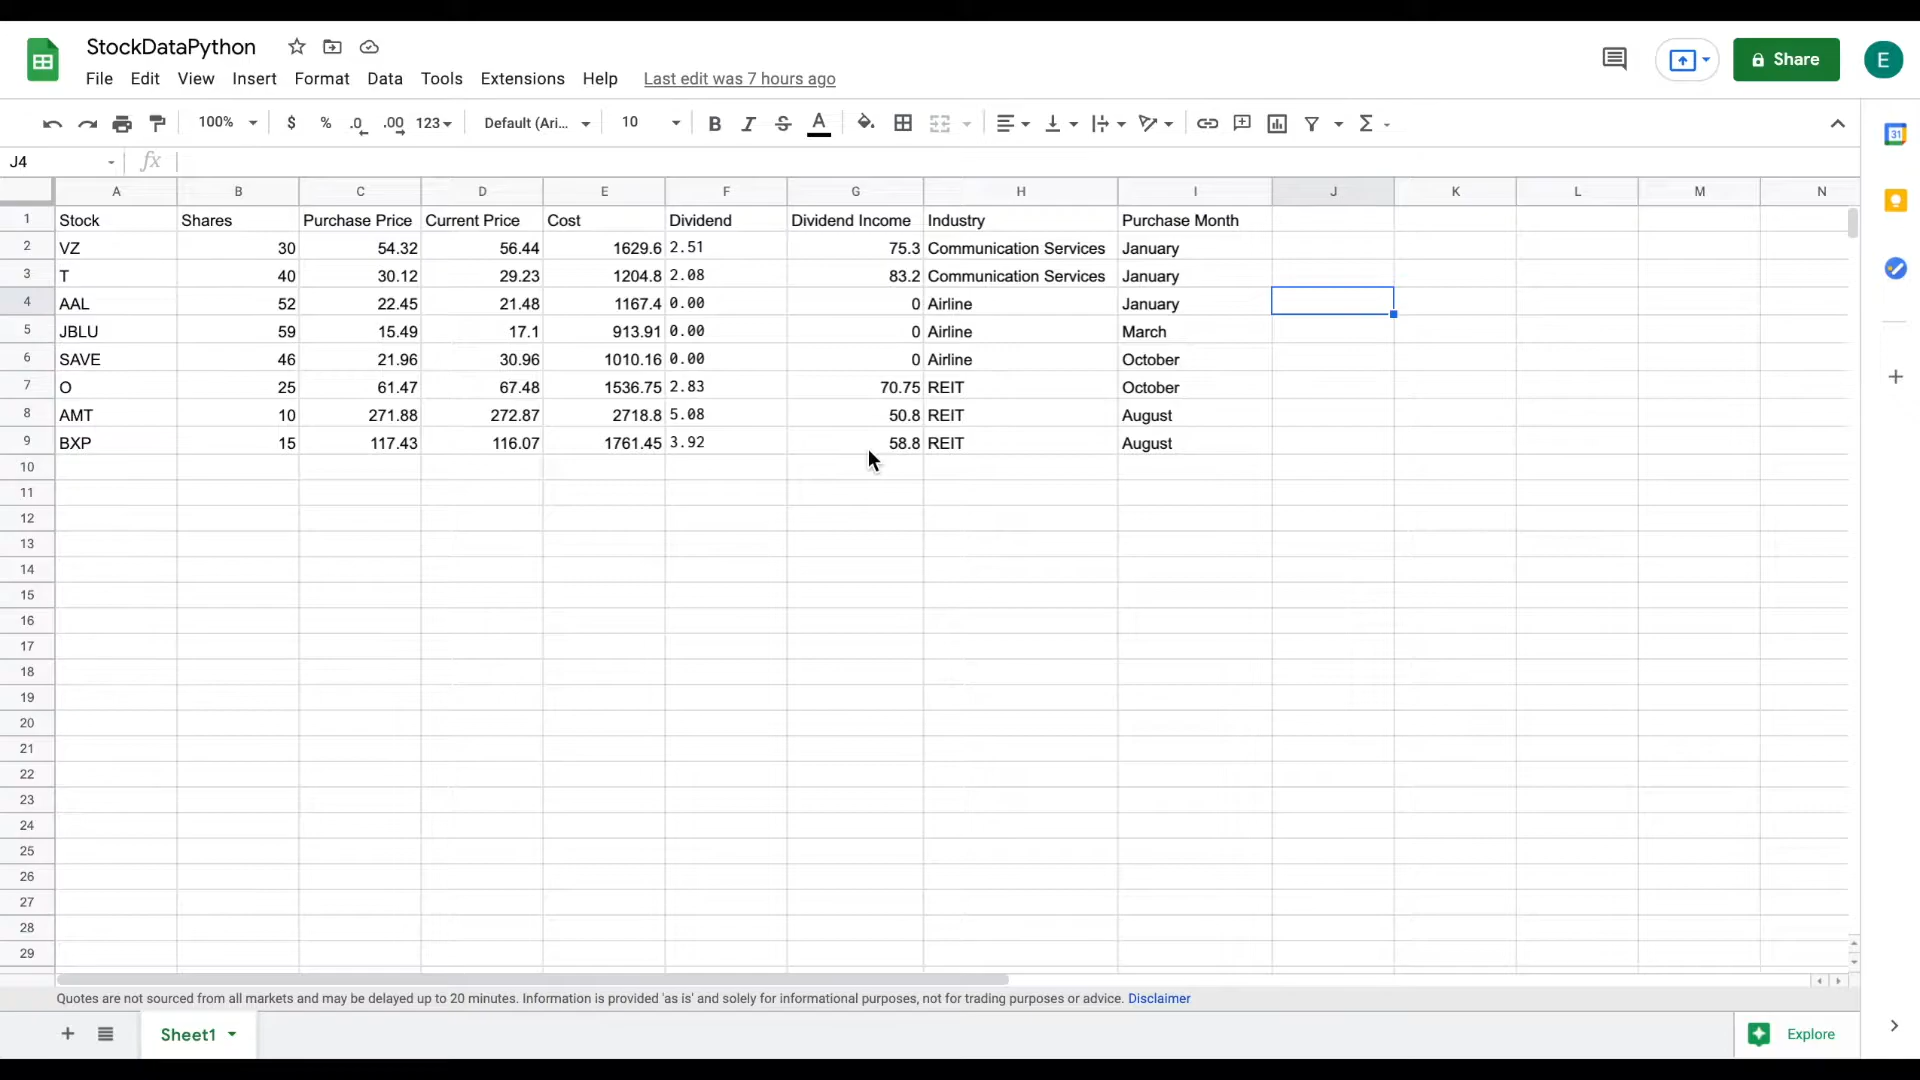 StockDataPython
Share
E
File Edit View Insert Format Data Tools Extensions Help Last edit was 7 hours ago
100% $ % .0 .00 123 Default (Ari... 10 B I S A Σ
31
J4 fx
A B C D E F G H I J K L M N
1 Stock Shares Purchase Price Current Price Cost Dividend Dividend Income Industry Purchase Month
2 VZ 30 54.32 56.44 1629.6 2.51 75.3 Communication Services January
3 T 40 30.12 29.23 1204.8 2.08 83.2 Communication Services January
4 AAL 52 22.45 21.48 1167.4 0.00 0 Airline January
5 JBLU 59 15.49 17.1 913.91 0.00 0 Airline March
6 SAVE 46 21.96 30.96 1010.16 0.00 0 Airline October
7 O 25 61.47 67.48 1536.75 2.83 70.75 REIT October
8 AMT 10 271.88 272.87 2718.8 5.08 50.8 REIT August
9 BXP 15 117.43 116.07 1761.45 3.92 58.8 REIT August
10
11
12
13
14
15
16
17
18
19
20
21
22
23
24
25
26
27
28
29
Quotes are not sourced from all markets and may be delayed up to 20 minutes. Information is provided 'as is' and solely for informational purposes, not for trading purposes or advice. Disclaimer
Sheet1
Explore